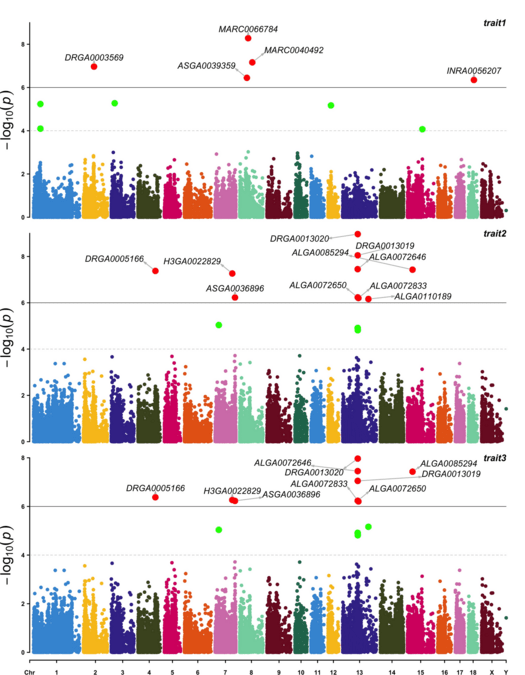 trait1
MARC0066784
DRGA0003569
MARC0040492
ASGA0039359
INRA0056207
8
6
4
2
0
−log10(p)
trait2
DRGA0013020
DRGA0013019
ALGA0085294
ALGA0072646
DRGA0005166
H3GA0022829
ASGA0036896
ALGA0072650
ALGA0072833
ALGA0110189
8
6
4
2
0
−log10(p)
trait3
ALGA0072646
ALGA0085294
DRGA0013020
DRGA0013019
ALGA0072833
ALGA0072650
DRGA0005166
H3GA0022829
ASGA0036896
8
6
4
2
0
−log10(p)
Chr 1 2 3 4 5 6 7 8 9 10 11 12 13 14 15 16 17 18 X Y